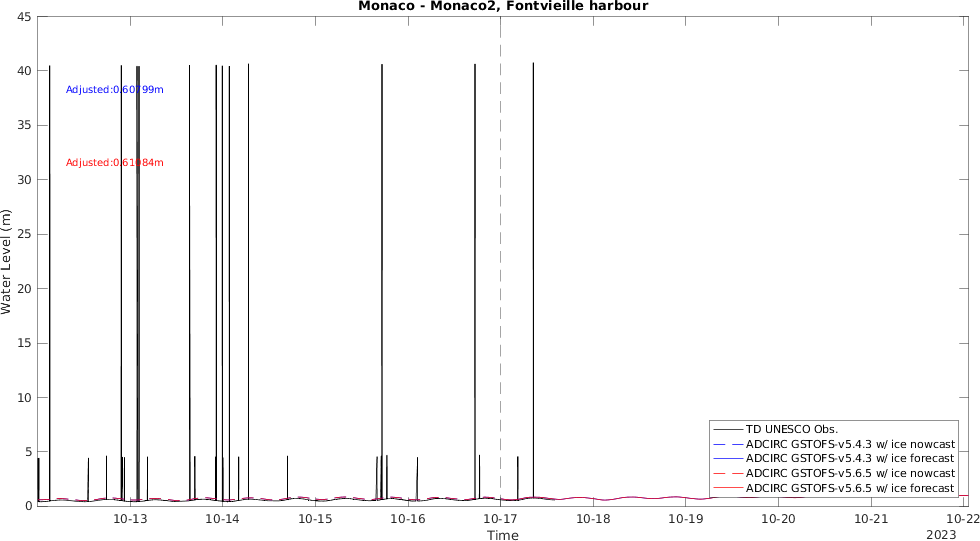 Monaco - Monaco2, Fontvieille harbour
45
40
35
30
25
20
15
10
5
0
Water Level (m)
Adjusted:0.60799m
Adjusted:0.61084m
TD UNESCO Obs.
ADCIRC GSTOFS-v5.4.3 w/ ice nowcast
ADCIRC GSTOFS-v5.4.3 w/ ice forecast
ADCIRC GSTOFS-v5.6.5 w/ ice nowcast
ADCIRC GSTOFS-v5.6.5 w/ ice forecast
10-13 10-14 10-15 10-16 10-17 10-18 10-19 10-20 10-21 10-22
Time
2023